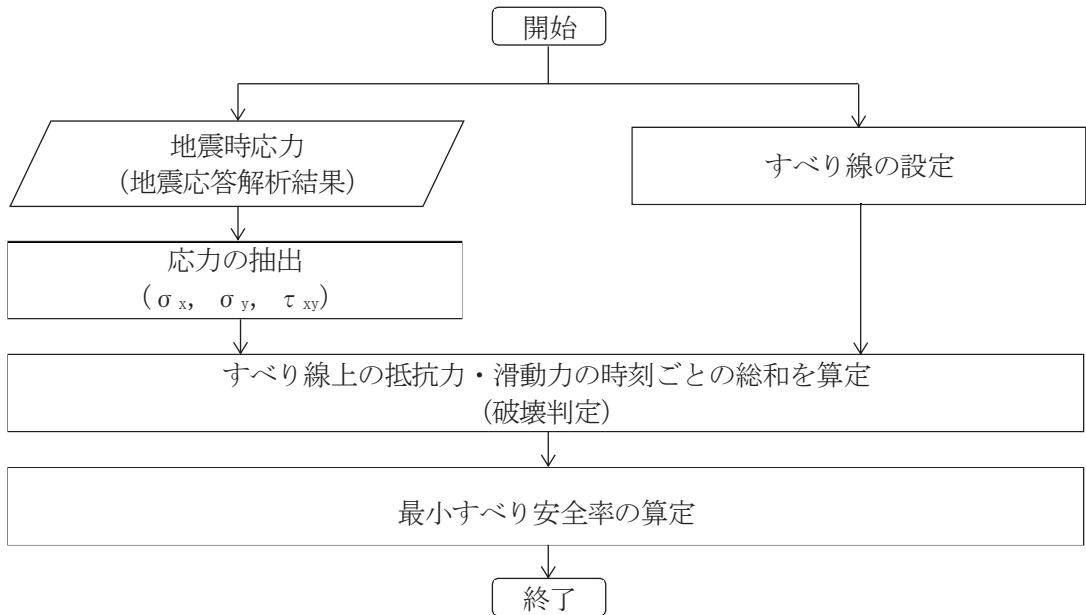 開始
地震時応力
(地震応答解析結果)
すべり線の設定
応力の抽出
(σx, σy, τxy)
すべり線上の抵抗力・滑動力の時刻ごとの総和を算定
(破壊判定)
最小すべり安全率の算定
終了